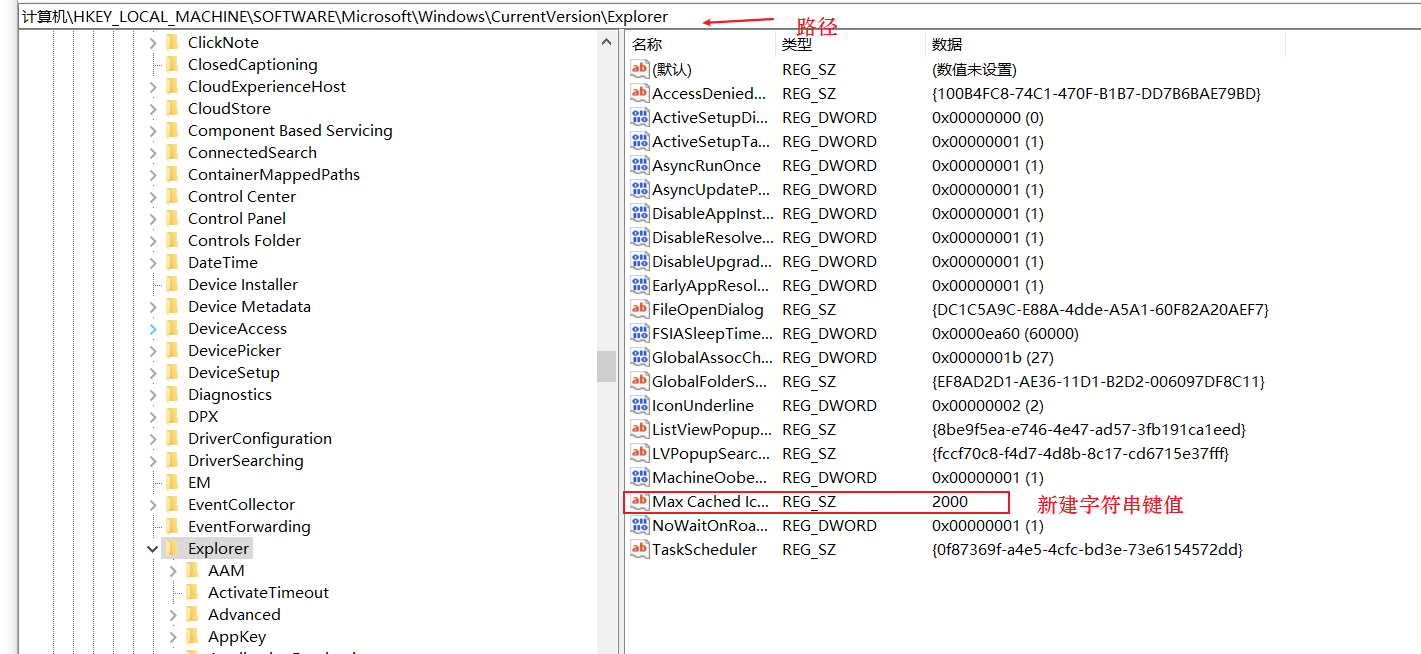 计算机\HKEY_LOCAL_MACHINE\SOFTWARE\Microsoft\Windows\CurrentVersion\Explorer
路径
ClickNote
ClosedCaptioning
CloudExperienceHost
CloudStore
Component Based Servicing
ConnectedSearch
ContainerMappedPaths
Control Center
Control Panel
Controls Folder
DateTime
Device Installer
Device Metadata
DeviceAccess
DevicePicker
DeviceSetup
Diagnostics
DPX
DriverConfiguration
DriverSearching
EM
EventCollector
EventForwarding
Explorer
AAM
ActivateTimeout
Advanced
AppKey
名称 类型 数据
(默认) REG_SZ (数值未设置)
AccessDenied... REG_SZ {100B4FC8-74C1-470F-B1B7-DD7B6BAE79BD}
ActiveSetupDi... REG_DWORD 0x00000000 (0)
ActiveSetupTa... REG_DWORD 0x00000001 (1)
AsyncRunOnce REG_DWORD 0x00000001 (1)
AsyncUpdateP... REG_DWORD 0x00000001 (1)
DisableAppInst... REG_DWORD 0x00000001 (1)
DisableResolve... REG_DWORD 0x00000001 (1)
DisableUpgrad... REG_DWORD 0x00000001 (1)
EarlyAppResol... REG_DWORD 0x00000001 (1)
FileOpenDialog REG_SZ {DC1C5A9C-E88A-4dde-A5A1-60F82A20AEF7}
FSIASleepTime... REG_DWORD 0x0000ea60 (60000)
GlobalAssocCh... REG_DWORD 0x0000001b (27)
GlobalFolderS... REG_SZ {EF8AD2D1-AE36-11D1-B2D2-006097DF8C11}
IconUnderline REG_DWORD 0x00000002 (2)
ListViewPopup... REG_SZ {8be9f5ea-e746-4e47-ad57-3fb191ca1eed}
LVPopupSearc... REG_SZ {fccf70c8-f4d7-4d8b-8c17-cd6715e37fff}
MachineOobe... REG_DWORD 0x00000001 (1)
Max Cached Ic... REG_SZ 2000 新建字符串键值
NoWaitOnRoa... REG_DWORD 0x00000001 (1)
TaskScheduler REG_SZ {0f87369f-a4e5-4cfc-bd3e-73e6154572dd}